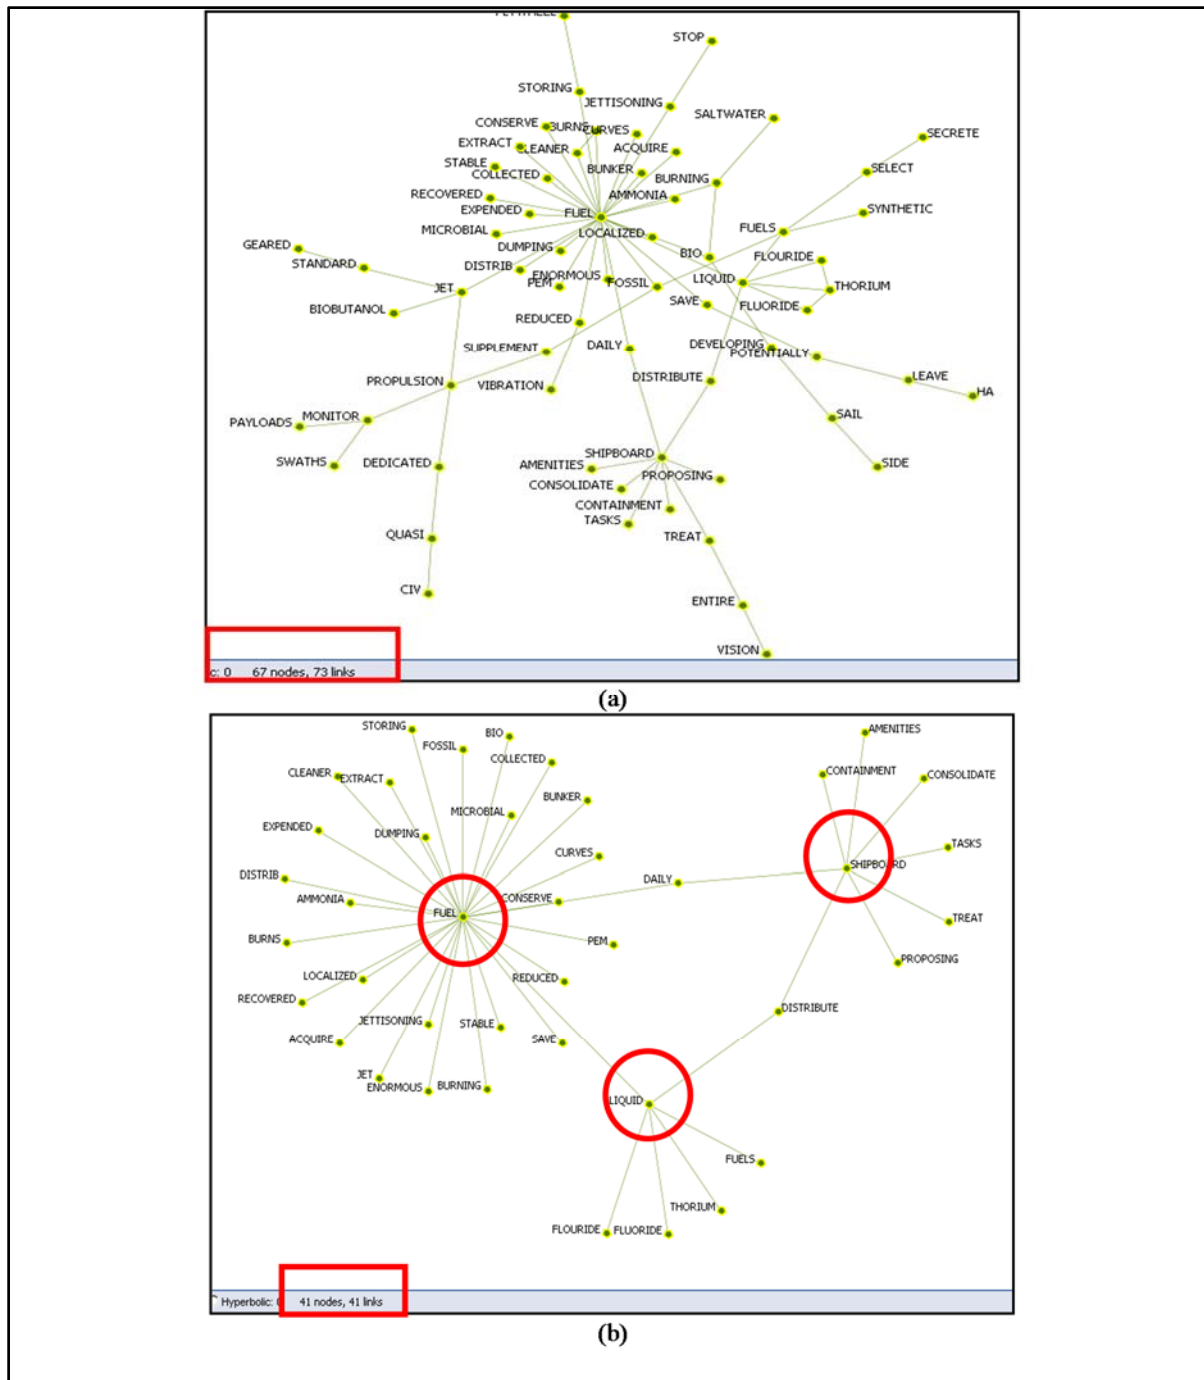 STOP
STORING
JETTISONING
SALTWATER
CONSERVE
BURNS
CURVES
SECRETE
EXTRACT
CLEANER
ACQUIRE
STABLE
COLLECTED
BUNKER
BURNING
SELECT
RECOVERED
AMMONIA
EXPENDED
FUEL
SYNTHETIC
MICROBIAL
LOCALIZED
FUELS
GEARED
DUMPING
BIO
FLOURIDE
STANDARD
DISTRIB
ENOROMOUS
PEM
FOSSIL
LIQUID
THORIUM
JET
SAVE
FLUORIDE
BIOBUTANOL
REDUCED
SUPPLEMENT
DAILY
DEVELOPING
POTENTIALLY
PROPULSION
VIBRATION
DISTRIBUTE
LEAVE
HA
PAYLOADS
MONITOR
SAIL
SWATHS
DEDICATED
SHIPBOARD
AMENITIES
PROPOSING
SIDE
CONSOLIDATE
CONTAINMENT
TASKS
QUASI
TREAT
CIV
ENTIRE
VISION
c: 0 67 nodes, 73 links
(a)
STORING
BIO
AMENITIES
FOSSIL
COLLECTED
CLEANER
EXTRACT
CONTAINMENT
CONSOLIDATE
BUNKER
MICROBIAL
EXPENDED
DUMPING
CURVES
TASKS
DISTRIB
DAILY
SHIPBOARD
AMMONIA
CONSERVE
FUEL
TREAT
BURNS
PEM
PROPOSING
LOCALIZED
REDUCED
RECOVERED
DISTRIBUTE
JETTISONING
STABLE
ACQUIRE
SAVE
JET
ENORMOUS
BURNING
LIQUID
FUELS
THORIUM
FLOURIDE
FLUORIDE
Hyperbolic: 0 41 nodes, 41 links
(b)